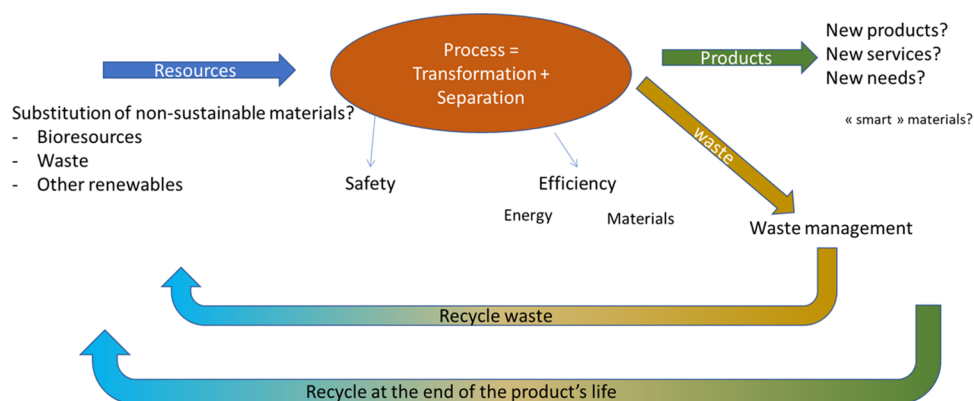 Resources
Process =
Transformation +
Separation
Products
New products?
New services?
New needs?
« smart » materials?
Substitution of non-sustainable materials?
- Bioresources
- Waste
- Other renewables
Safety
Efficiency
Energy
Materials
waste
Waste management
Recycle waste
Recycle at the end of the product’s life